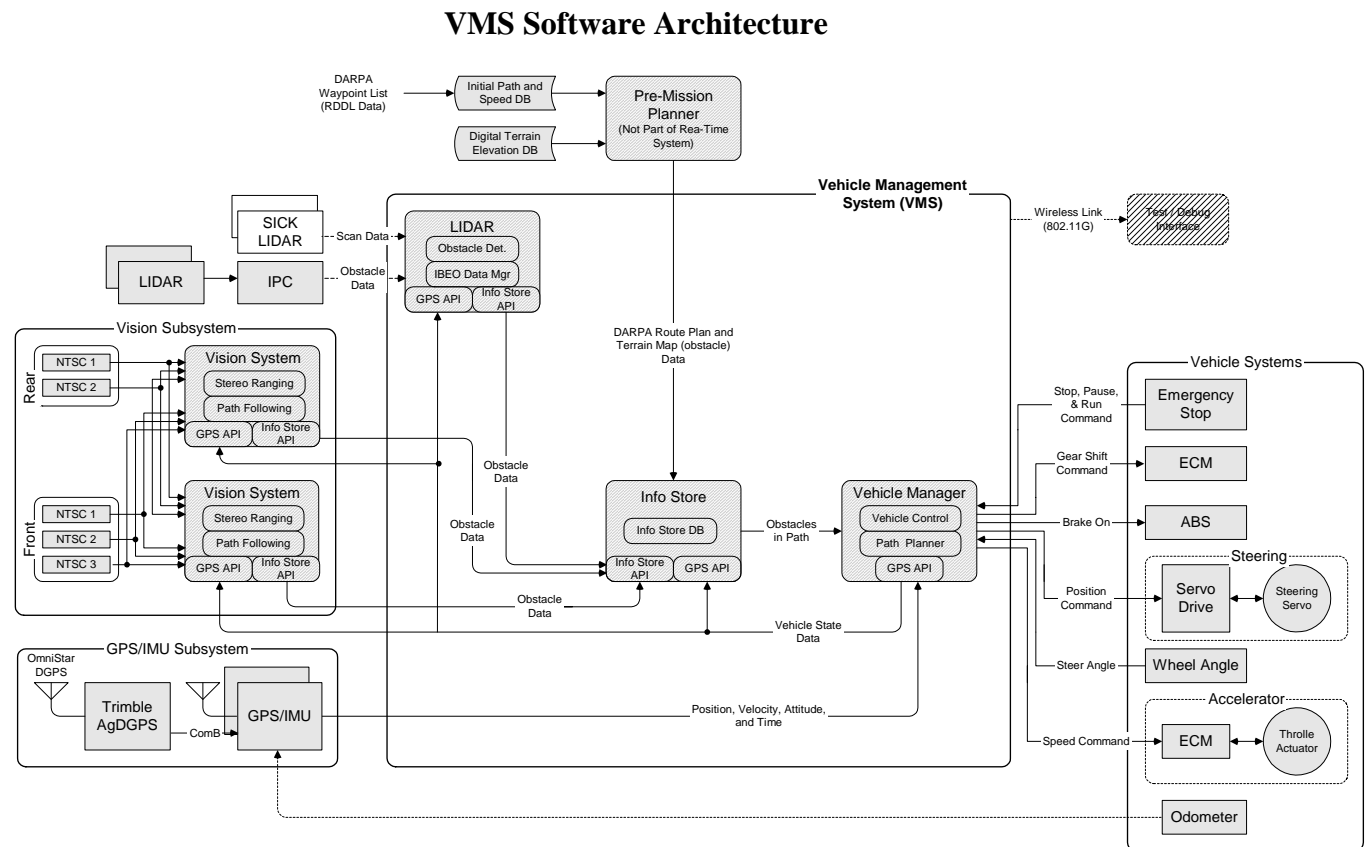 VMS Software Architecture
DARPA
Waypoint List
(RDDL Data)
Initial Path and
Speed DB
Digital Terrain
Elevation DB
Pre-Mission
Planner
(Not Part of Rea-Time
System)
Vehicle Management
System (VMS)
Wireless Link
(802.11G)
Test / Debug
Interface
SICK
LIDAR
Scan Data
LIDAR
IPC
Obstacle
Data
LIDAR
Obstacle Det.
IBEO Data Mgr
GPS API
Info Store
API
DARPA Route Plan and
Terrain Map (obstacle)
Data
Vision Subsystem
Rear
NTSC 1
NTSC 2
Vision System
Stereo Ranging
Path Following
GPS API
Info Store
API
Front
NTSC 1
NTSC 2
NTSC 3
Vision System
Stereo Ranging
Path Following
GPS API
Info Store
API
Obstacle
Data
Obstacle
Data
Obstacle
Data
Info Store
Info Store DB
Info Store
API
GPS API
Obstacles
in Path
Vehicle Manager
Vehicle Control
Path Planner
GPS API
Vehicle State
Data
Vehicle Systems
Stop, Pause,
& Run
Command
Emergency
Stop
Gear Shift
Command
ECM
Brake On
ABS
Steering
Position
Command
Servo
Drive
Steering
Servo
Steer Angle
Wheel Angle
Accelerator
Speed Command
ECM
Throlle
Actuator
Odometer
GPS/IMU Subsystem
OmniStar
DGPS
Trimble
AgDGPS
ComB
GPS/IMU
Position, Velocity, Attitude,
and Time